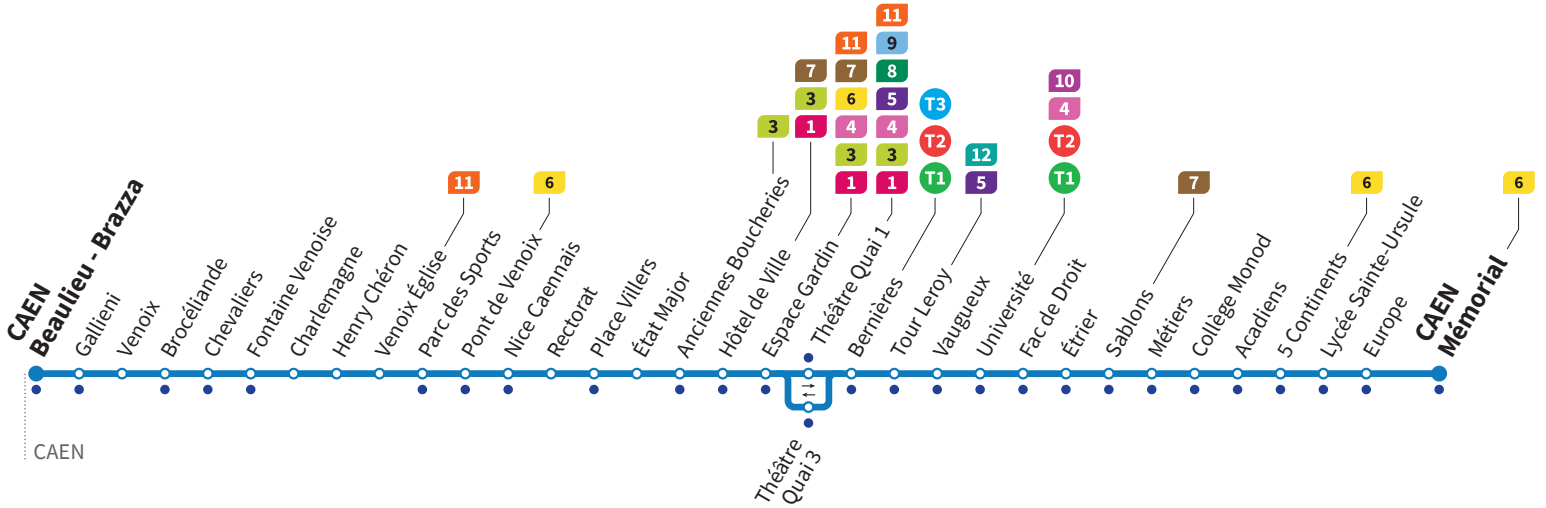 CAEN
Beaulieu - Brazza
Gallieni
Venoix
Brocéliande
Chevaliers
Fontaine Venoise
Charlemagne
Henry Chéron
Venoix Église
11
Parc des Sports
Pont de Venoix
6
Nice Caennais
Rectorat
Place Villers
État Major
Anciennes Boucheries
3
Hôtel de Ville
7
3
1
Espace Gardin
11
7
6
4
3
1
Théâtre Quai 1
11
9
8
5
4
3
1
Théâtre
Quai 3
Bernières
T3
T2
T1
Tour Leroy
12
5
Vaugueux
Université
10
4
T2
T1
Fac de Droit
Étrier
Sablons
7
Métiers
Collège Monod
Acadiens
5 Continents
6
Lycée Sainte-Ursule
Europe
CAEN
Mémorial
6
CAEN